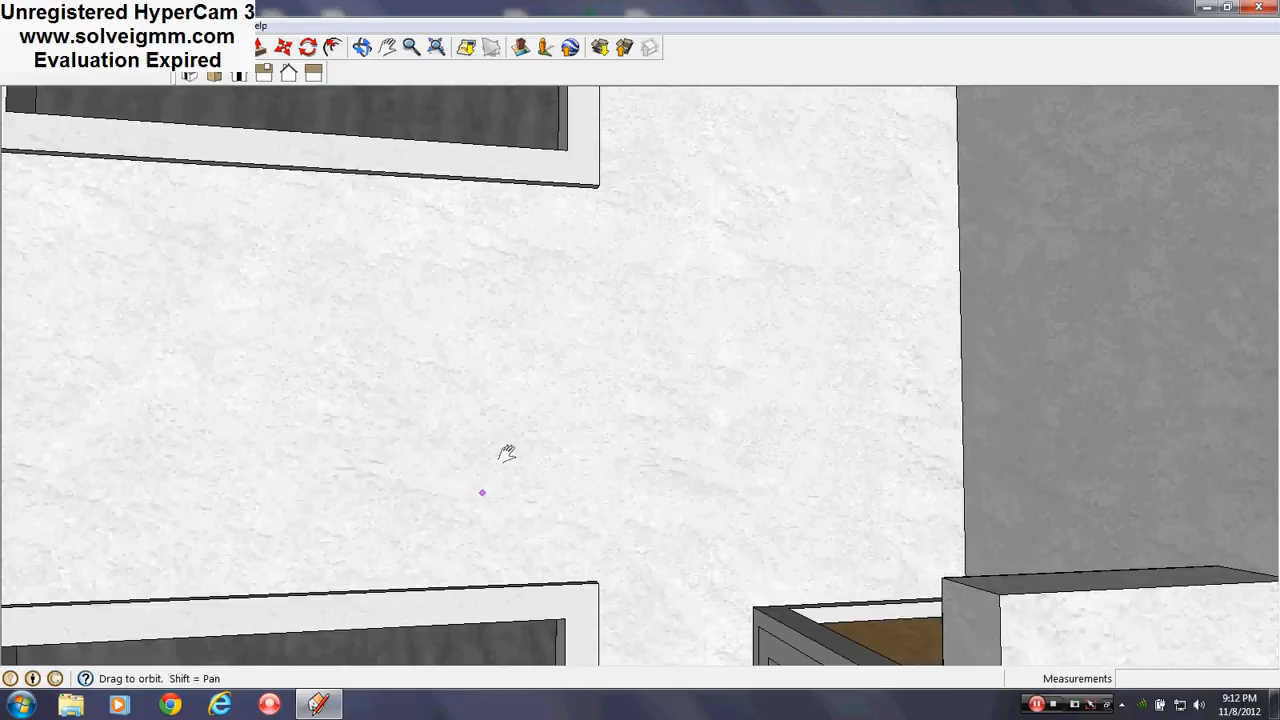 Unregistered HyperCam 3
www.solveigmm.com
Evaluation Expired
elp
Drag to orbit. Shift = Pan
Measurements
9:12 PM
11/8/2012